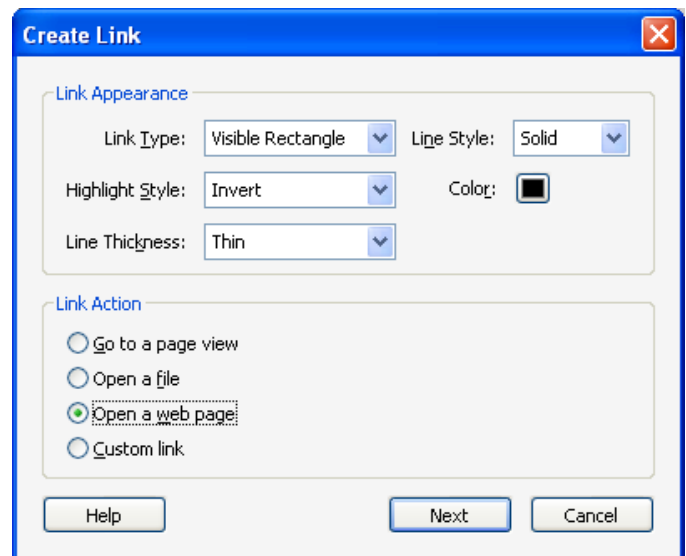 Create Link
Link Appearance
Link Type: Visible Rectangle Line Style: Solid
Highlight Style: Invert Color:
Line Thickness: Thin
Link Action
Go to a page view
Open a file
Open a web page
Custom link
Help Next Cancel